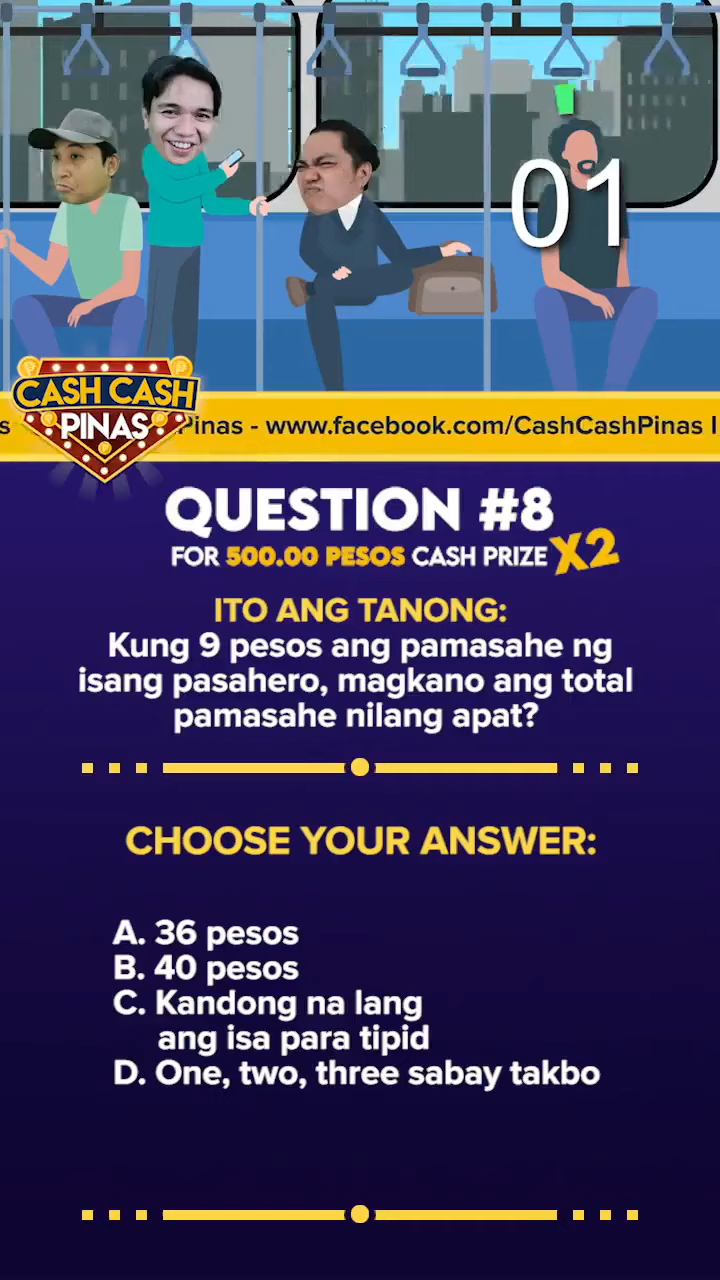 01
CASH CASH
PINAS
s Pinas - www.facebook.com/CashCashPinas I
QUESTION #8
FOR 500.00 PESOS CASH PRIZE X2
ITO ANG TANONG:
Kung 9 pesos ang pamasahe ng
isang pasahero, magkano ang total
pamasahe nilang apat?
CHOOSE YOUR ANSWER:
A. 36 pesos
B. 40 pesos
C. Kandong na lang
ang isa para tipid
D. One, two, three sabay takbo